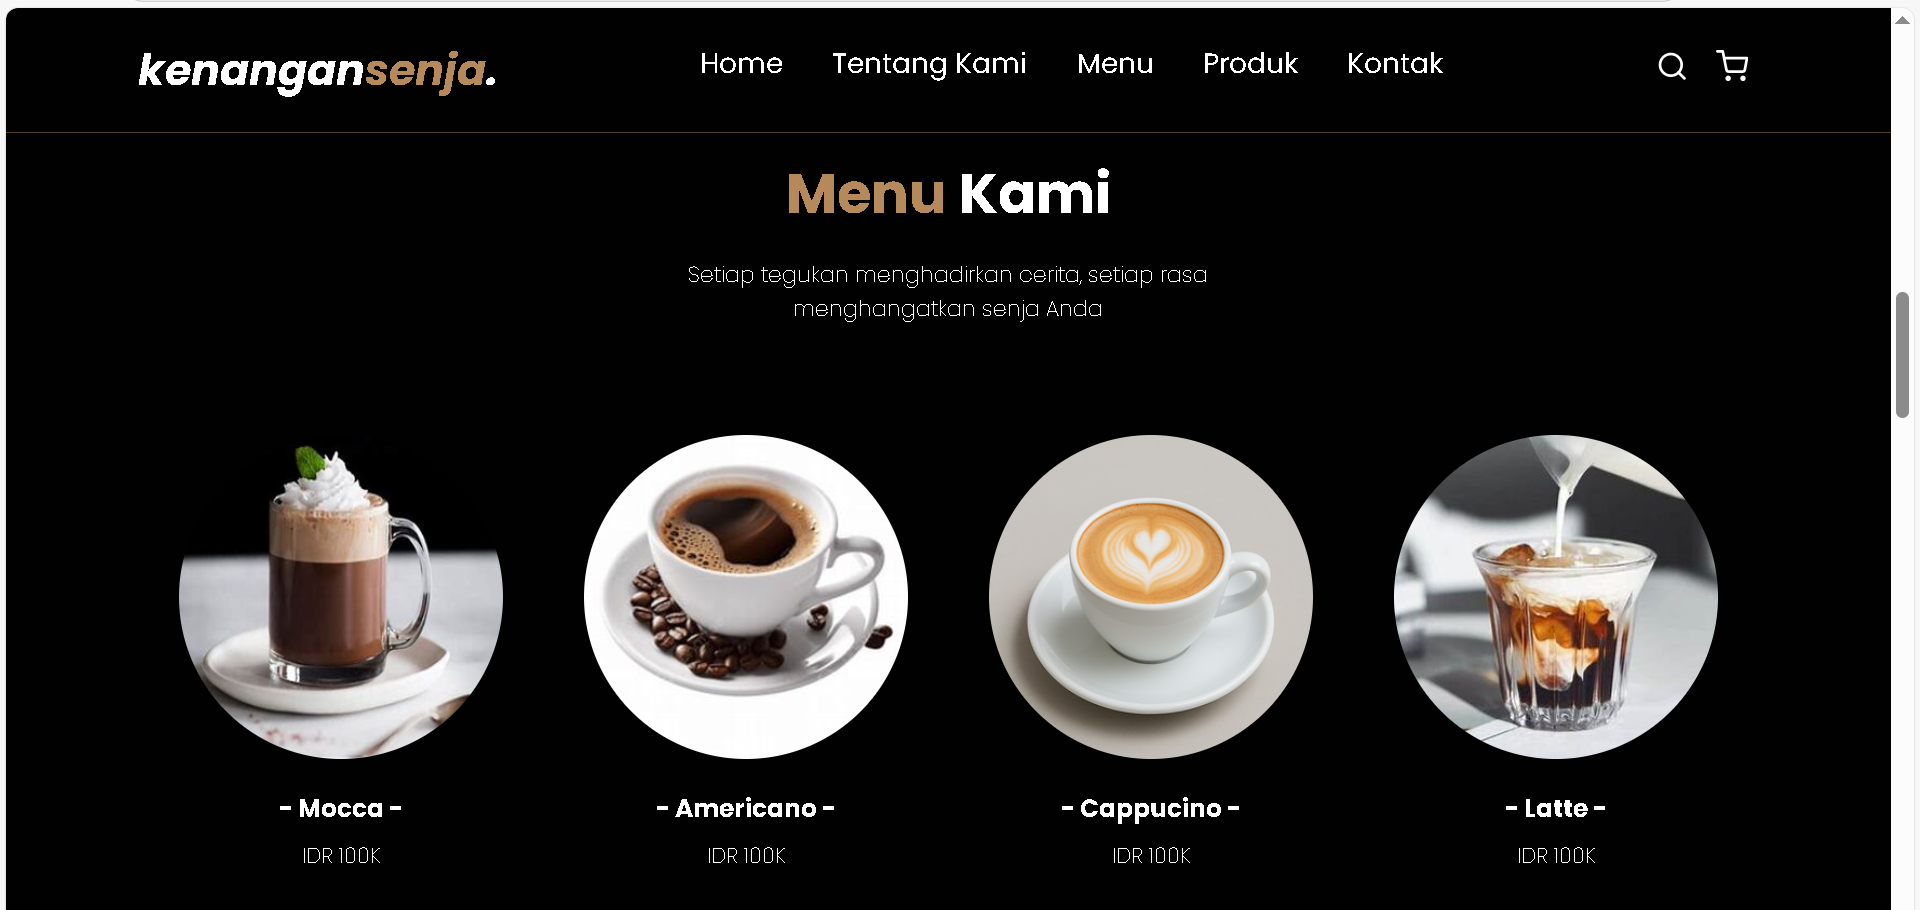 kenangansenja.
Home Tentang Kami Menu Produk Kontak
Menu Kami
Setiap tegukan menghadirkan cerita, setiap rasa
menghangatkan senja Anda
- Mocca -
IDR 100K
- Americano -
IDR 100K
- Cappucino -
IDR 100K
- Latte -
IDR 100K